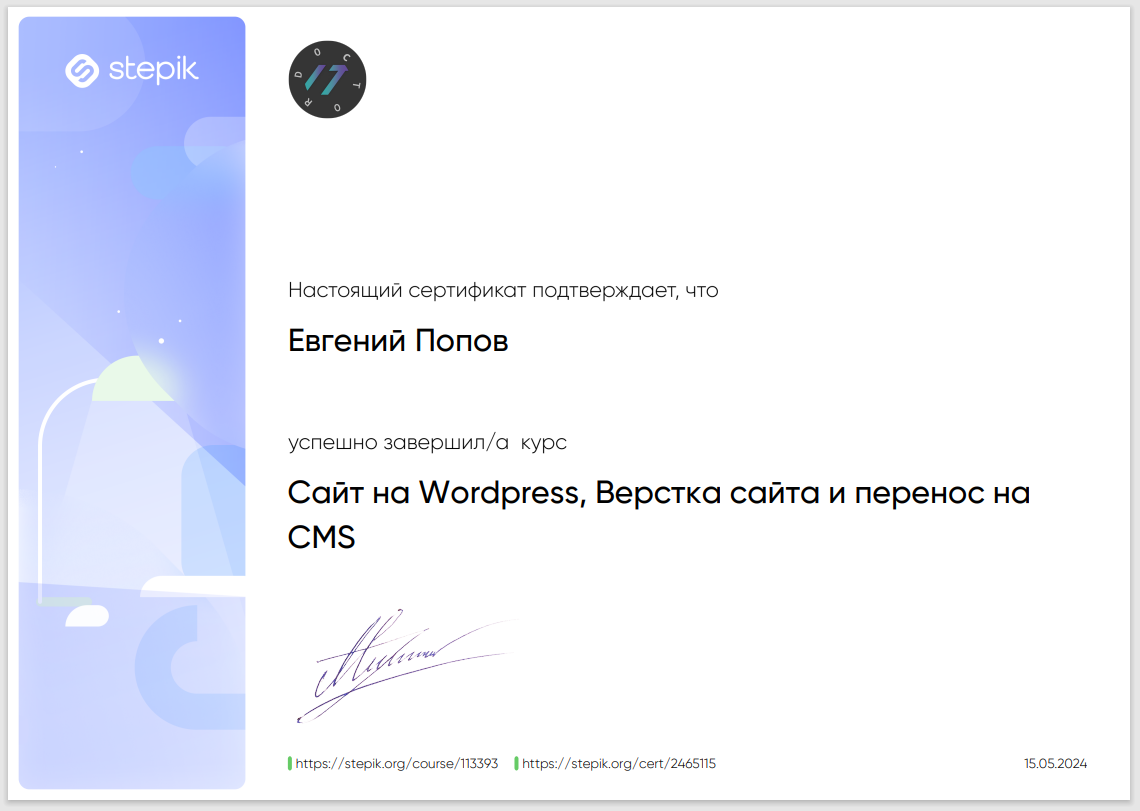 stepik
DOCTOR
Настоящий сертификат подтверждает, что
Евгений Попов
успешно завершил/а курс
Сайт на Wordpress, Верстка сайта и перенос на
CMS
https://stepik.org/course/113393 https://stepik.org/cert/2465115 15.05.2024